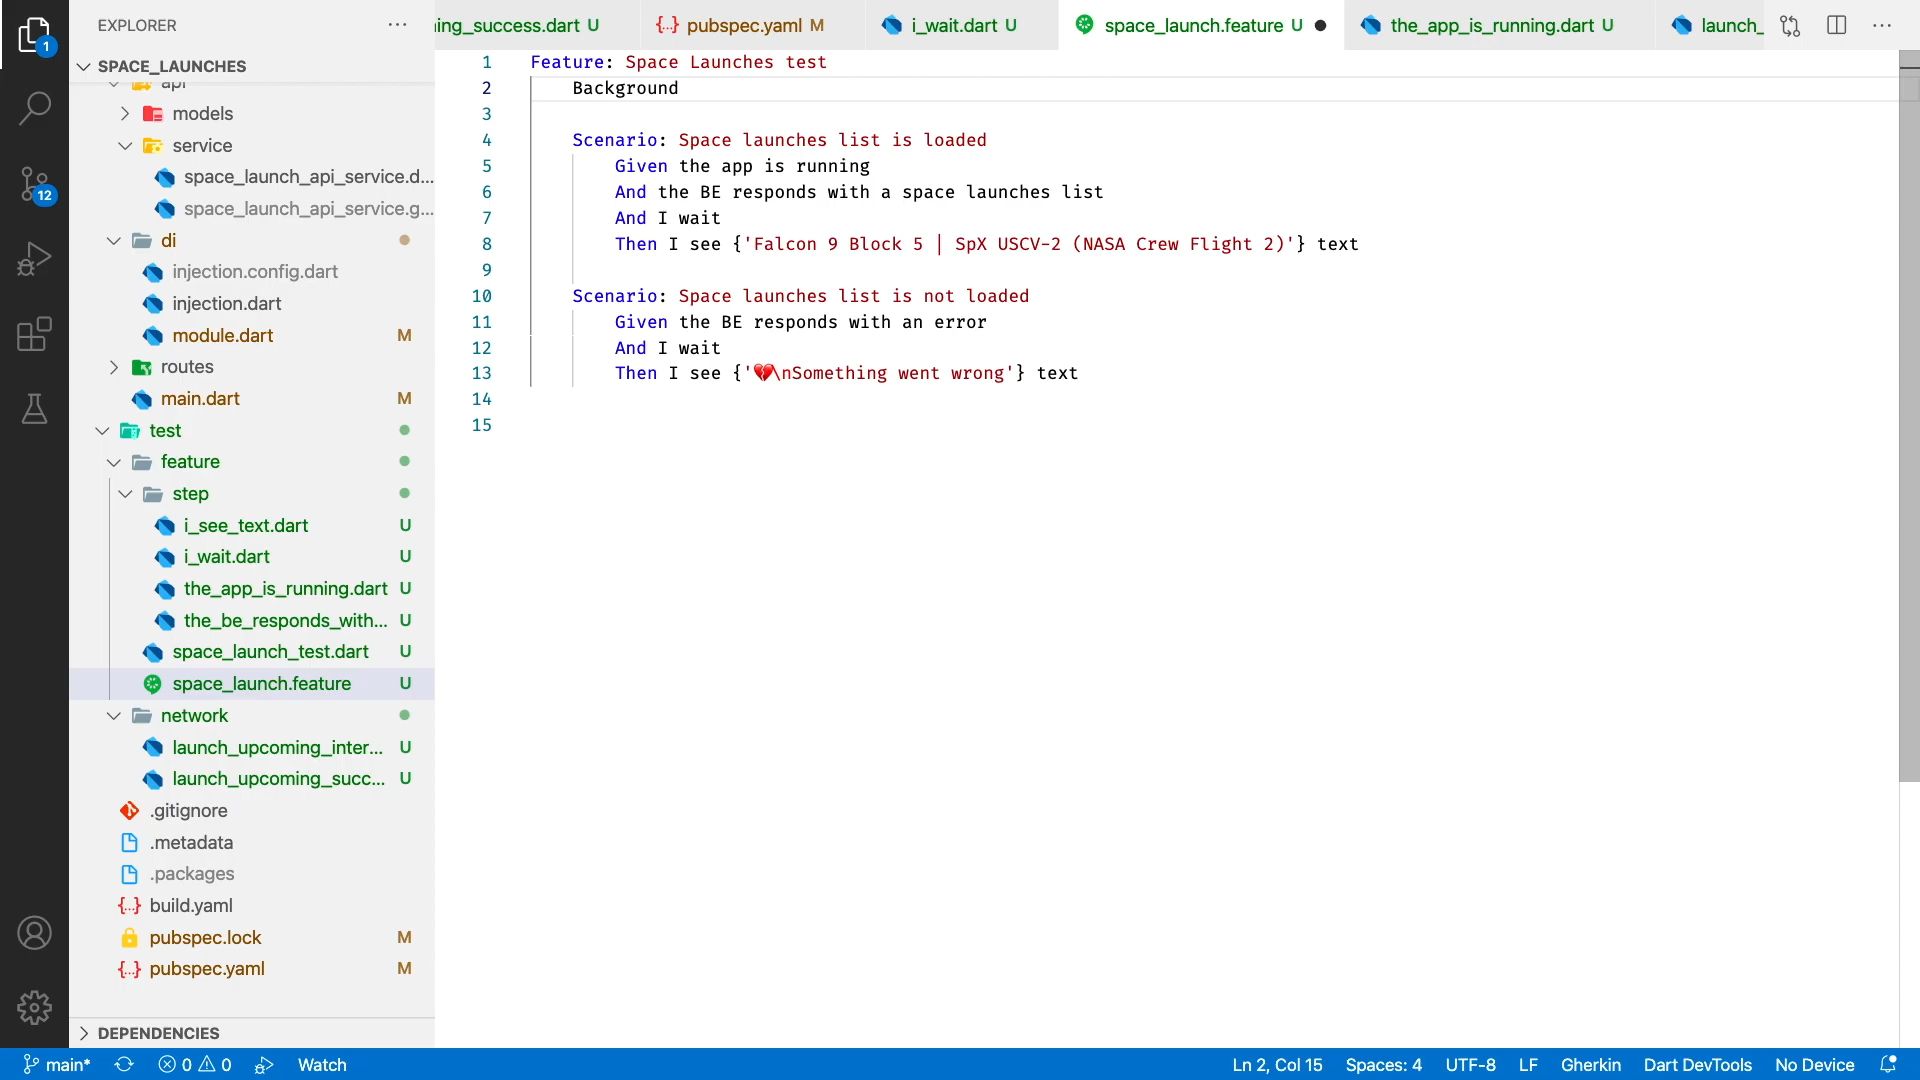 EXPLORER
SPACE_LAUNCHES
api
models
service
space_launch_api_service.d...
space_launch_api_service.g...
di
injection.config.dart
injection.dart
module.dart M
routes
main.dart M
test
feature
step
i_see_text.dart U
i_wait.dart U
the_app_is_running.dart U
the_be_responds_with... U
space_launch_test.dart U
space_launch.feature U
network
launch_upcoming_inter... U
launch_upcoming_succ... U
.gitignore
.metadata
.packages
build.yaml
pubspec.lock M
pubspec.yaml M
DEPENDENCIES
1
12
ing_success.dart U
pubspec.yaml M
i_wait.dart U
space_launch.feature U
the_app_is_running.dart U
launch_
1 Feature: Space Launches test
2 Background
3
4 Scenario: Space launches list is loaded
5 Given the app is running
6 And the BE responds with a space launches list
7 And I wait
8 Then I see {'Falcon 9 Block 5 | SpX USCV-2 (NASA Crew Flight 2)'} text
9
10 Scenario: Space launches list is not loaded
11 Given the BE responds with an error
12 And I wait
13 Then I see {'💔\nSomething went wrong'} text
14
15
main* 0 0 Watch Ln 2, Col 15 Spaces: 4 UTF-8 LF Gherkin Dart DevTools No Device